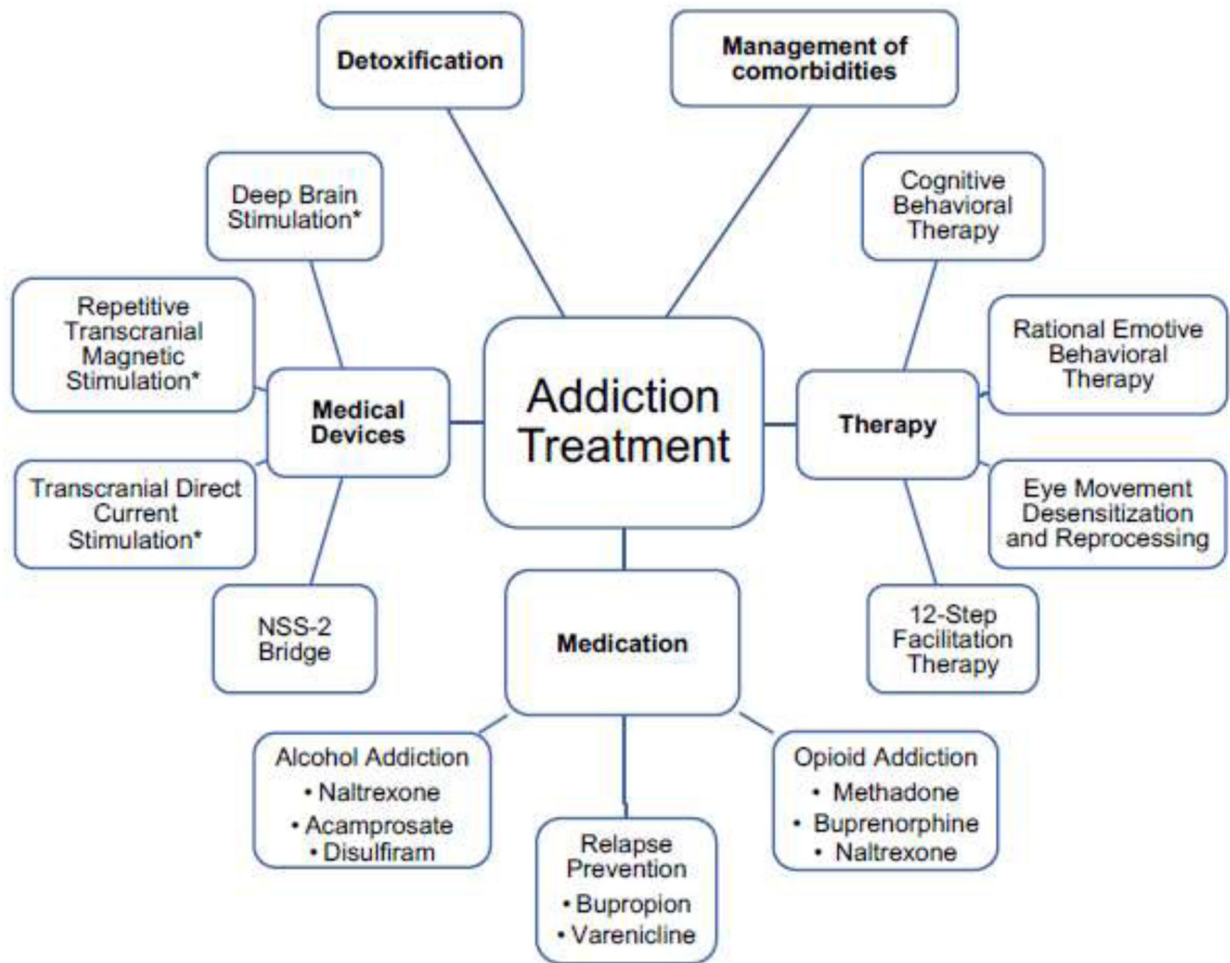 Detoxification
Management of
comorbidities
Deep Brain
Stimulation*
Cognitive
Behavioral
Therapy
Repetitive
Transcranial
Magnetic
Stimulation*
Rational Emotive
Behavioral
Therapy
Addiction
Treatment
Medical
Devices
Therapy
Transcranial Direct
Current
Stimulation*
Eye Movement
Desensitization
and Reprocessing
NSS-2
Bridge
Medication
12-Step
Facilitation
Therapy
Alcohol Addiction
• Naltrexone
• Acamprosate
• Disulfiram
Relapse
Prevention
• Bupropion
• Varenicline
Opioid Addiction
• Methadone
• Buprenorphine
• Naltrexone